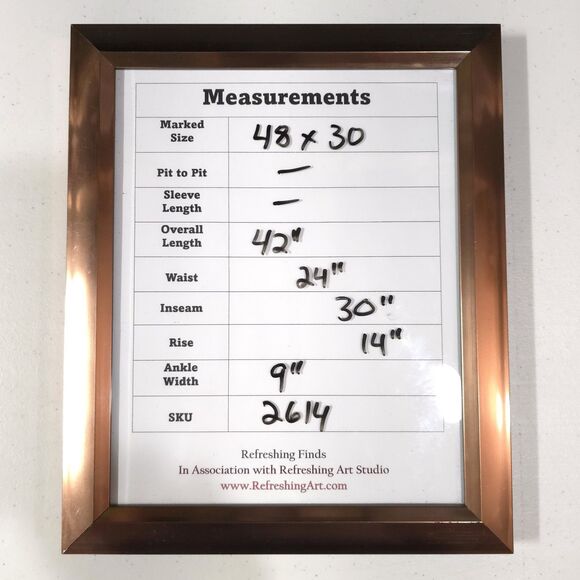 Measurements
Marked Size 48 x 30
Pit to Pit —
Sleeve Length —
Overall Length 42"
Waist 24"
Inseam 30"
Rise 14"
Ankle Width 9"
SKU 2614
Refreshing Finds
In Association with Refreshing Art Studio
www.RefreshingArt.com